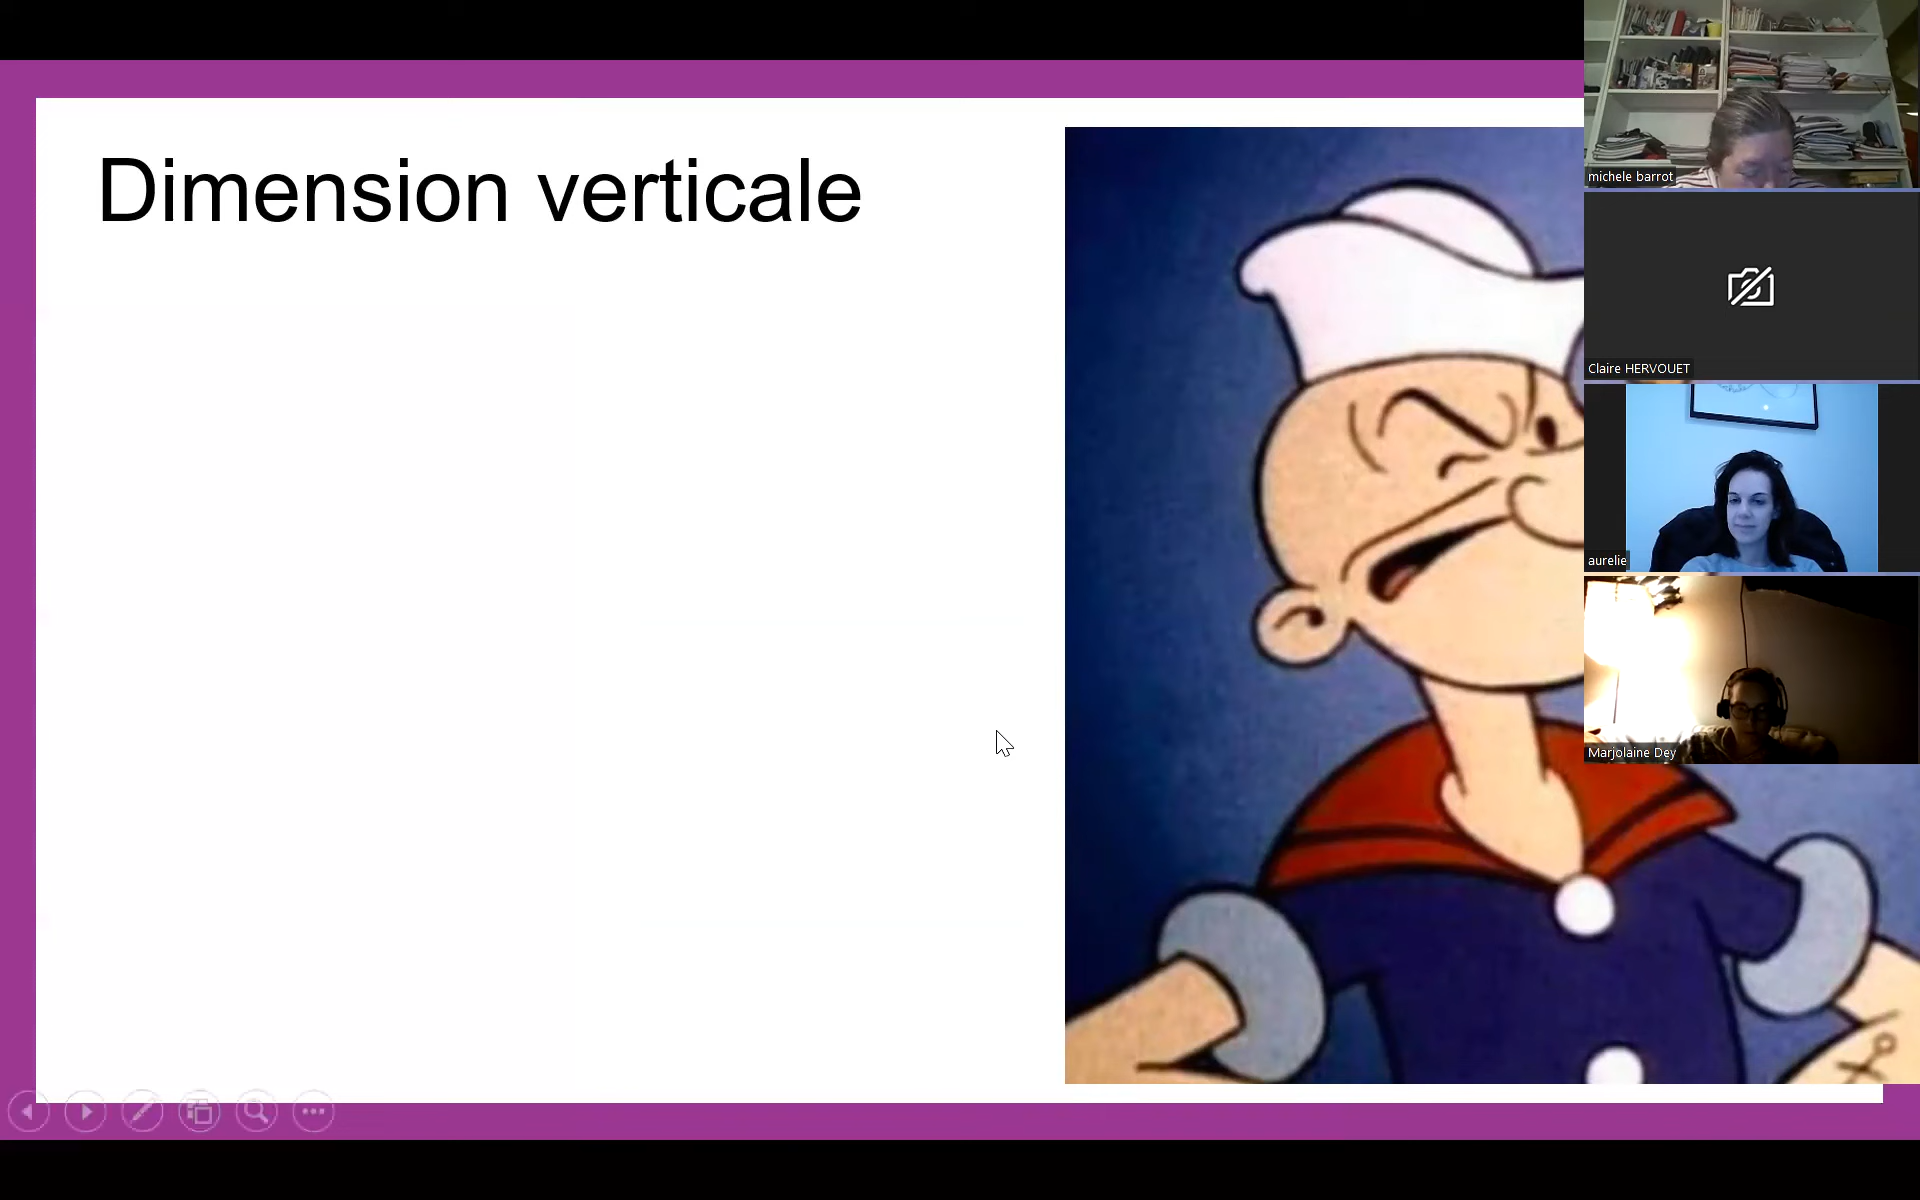 Dimension verticale
michele barrot
Claire HERVOUET
aurelie
Marjolaine Dey